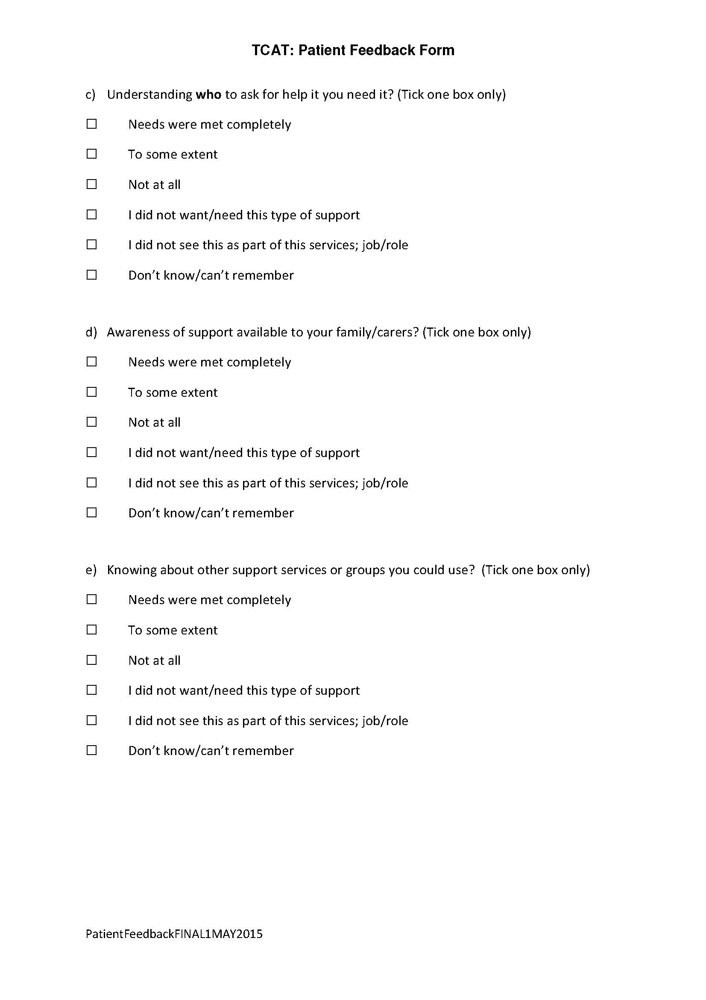 TCAT: Patient Feedback Form
c) Understanding who to ask for help it you need it? (Tick one box only)
☐ Needs were met completely
☐ To some extent
☐ Not at all
☐ I did not want/need this type of support
☐ I did not see this as part of this services; job/role
☐ Don’t know/can’t remember
d) Awareness of support available to your family/carers? (Tick one box only)
☐ Needs were met completely
☐ To some extent
☐ Not at all
☐ I did not want/need this type of support
☐ I did not see this as part of this services; job/role
☐ Don’t know/can’t remember
e) Knowing about other support services or groups you could use? (Tick one box only)
☐ Needs were met completely
☐ To some extent
☐ Not at all
☐ I did not want/need this type of support
☐ I did not see this as part of this services; job/role
☐ Don’t know/can’t remember
PatientFeedbackFINAL1MAY2015